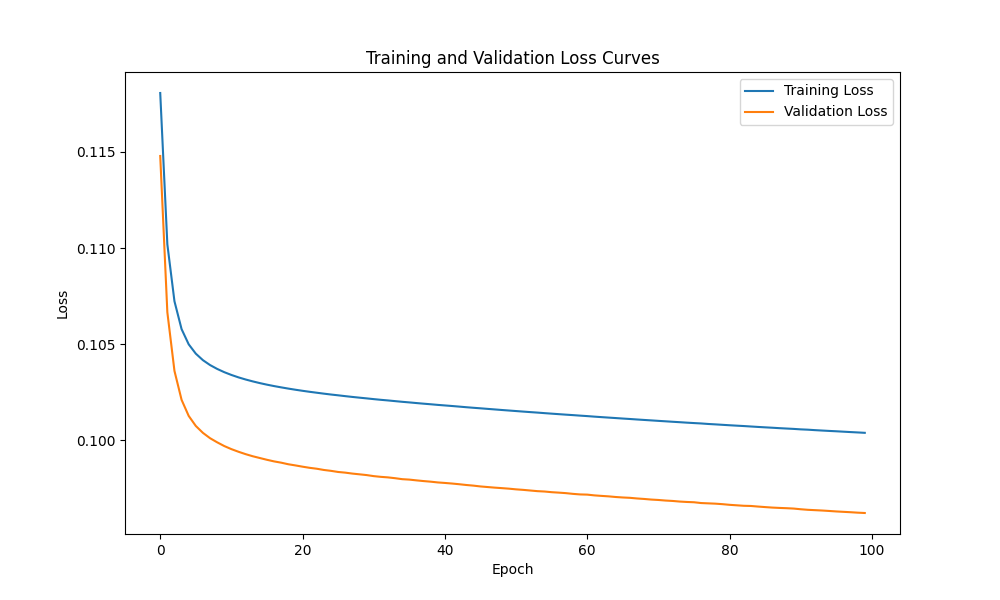 Training and Validation Loss Curves
Training Loss
Validation Loss
0.115
0.110
0.105
0.100
Loss
0 20 40 60 80 100
Epoch